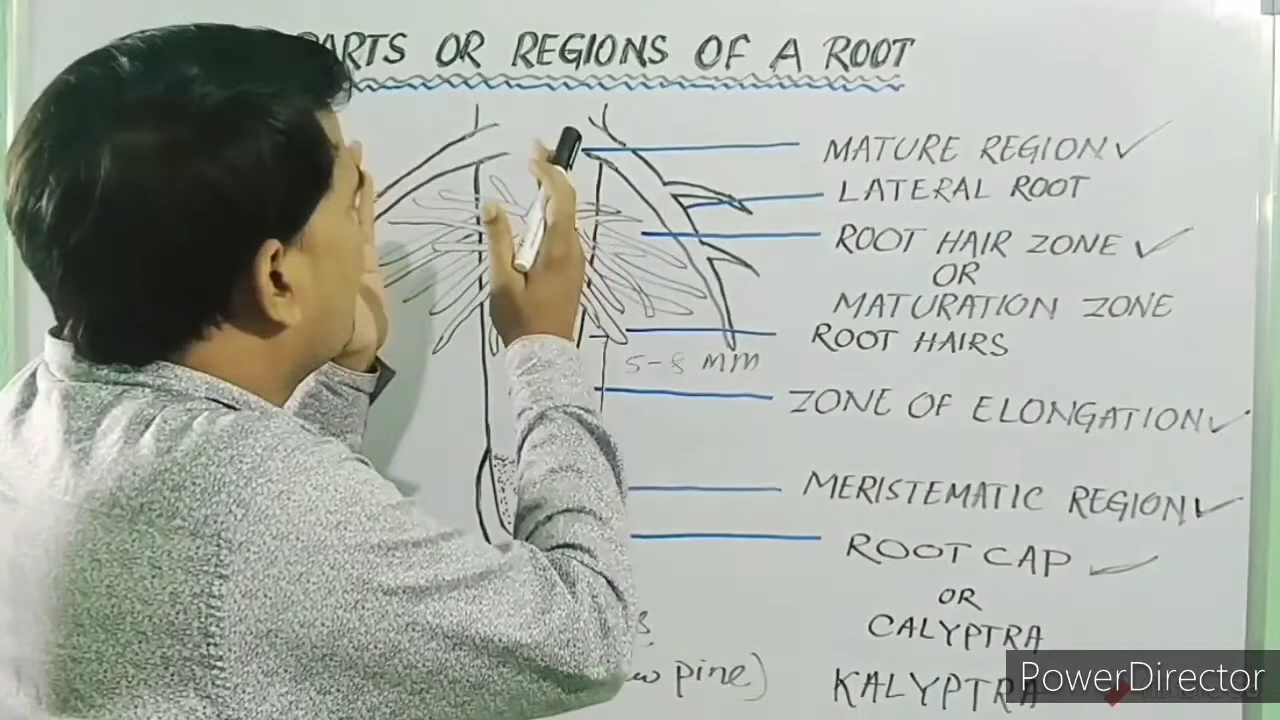 PARTS OR REGIONS OF A ROOT
MATURE REGION ✓
LATERAL ROOT
ROOT HAIR ZONE ✓
OR
MATURATION ZONE
ROOT HAIRS
5-8 MM
ZONE OF ELONGATION ✓
MERISTEMATIC REGION ✓
ROOT CAP ✓
OR
CALYPTRA
pine)
KALYPTRA
PowerDirector